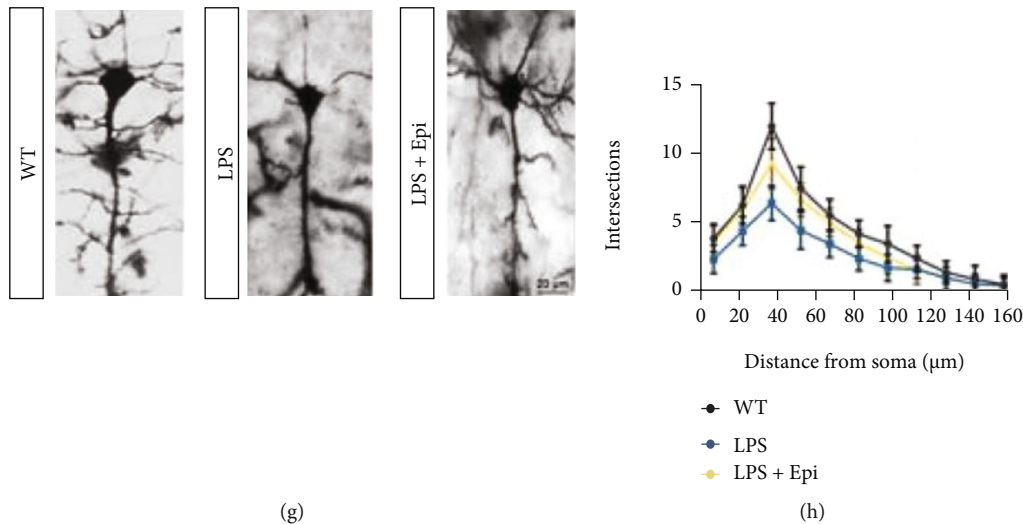 WT
LPS
LPS + Epi
20 μm
(g)
15
10
5
0
Intersections
0 20 40 60 80 100 120 140 160
Distance from soma (μm)
WT
LPS
LPS + Epi
(h)